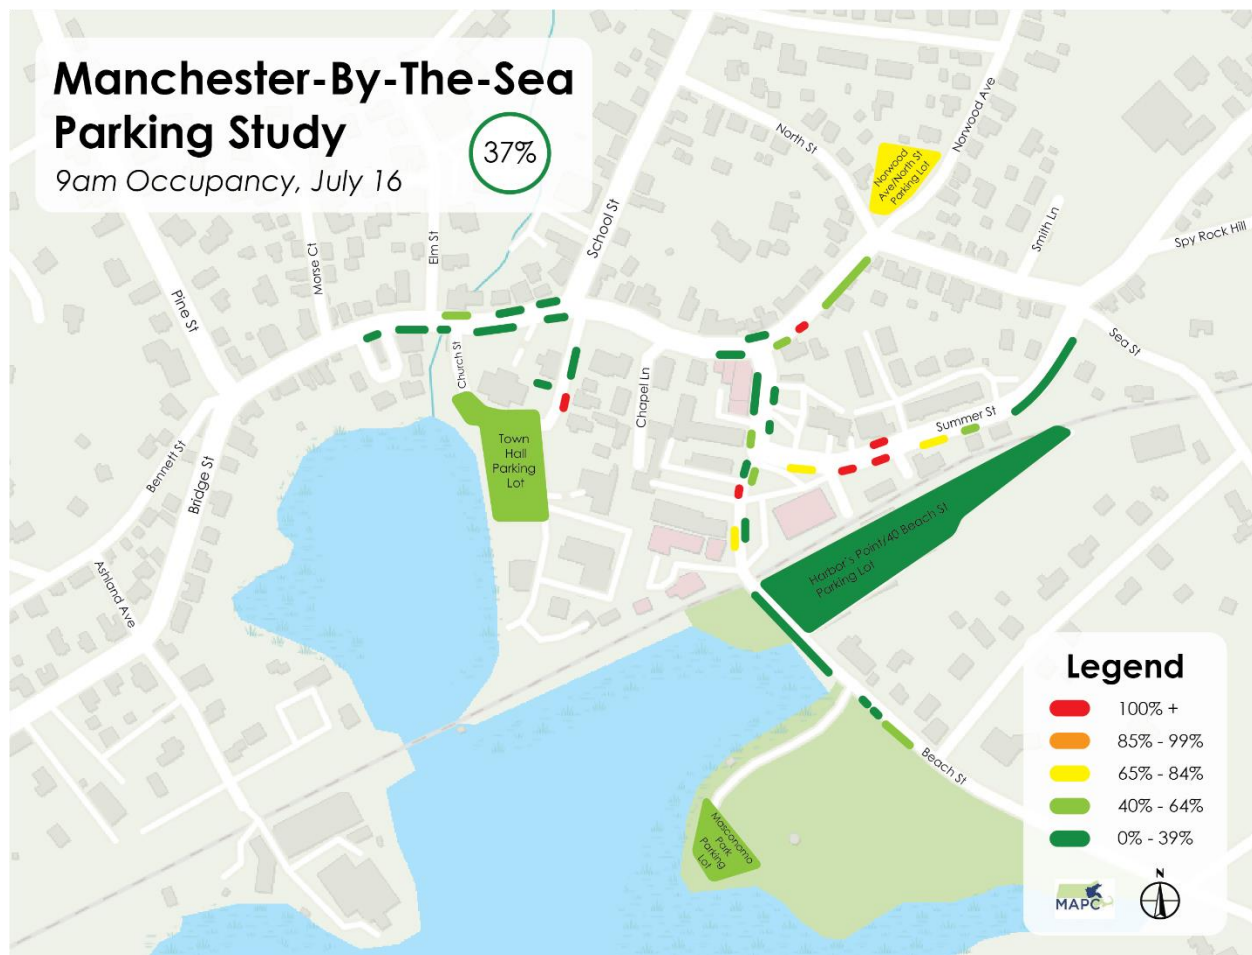 Manchester-By-The-Sea
Parking Study
9am Occupancy, July 16
37%
North St
Norwood Ave
Norwood
Ave/North St
Parking Lot
School St
Smith Ln
Spy Rock Hill
Elm St
Morse Ct
Pine St
Sea St
Church St
Chapel Ln
Summer St
Town
Hall
Parking
Lot
Bennett St
Bridge St
Harbor's Point/40 Beach St
Parking Lot
Ashland Ave
Beach St
Masconomo
Park
Parking
Lot
Legend
100% +
85% - 99%
65% - 84%
40% - 64%
0% - 39%
MAPC
N